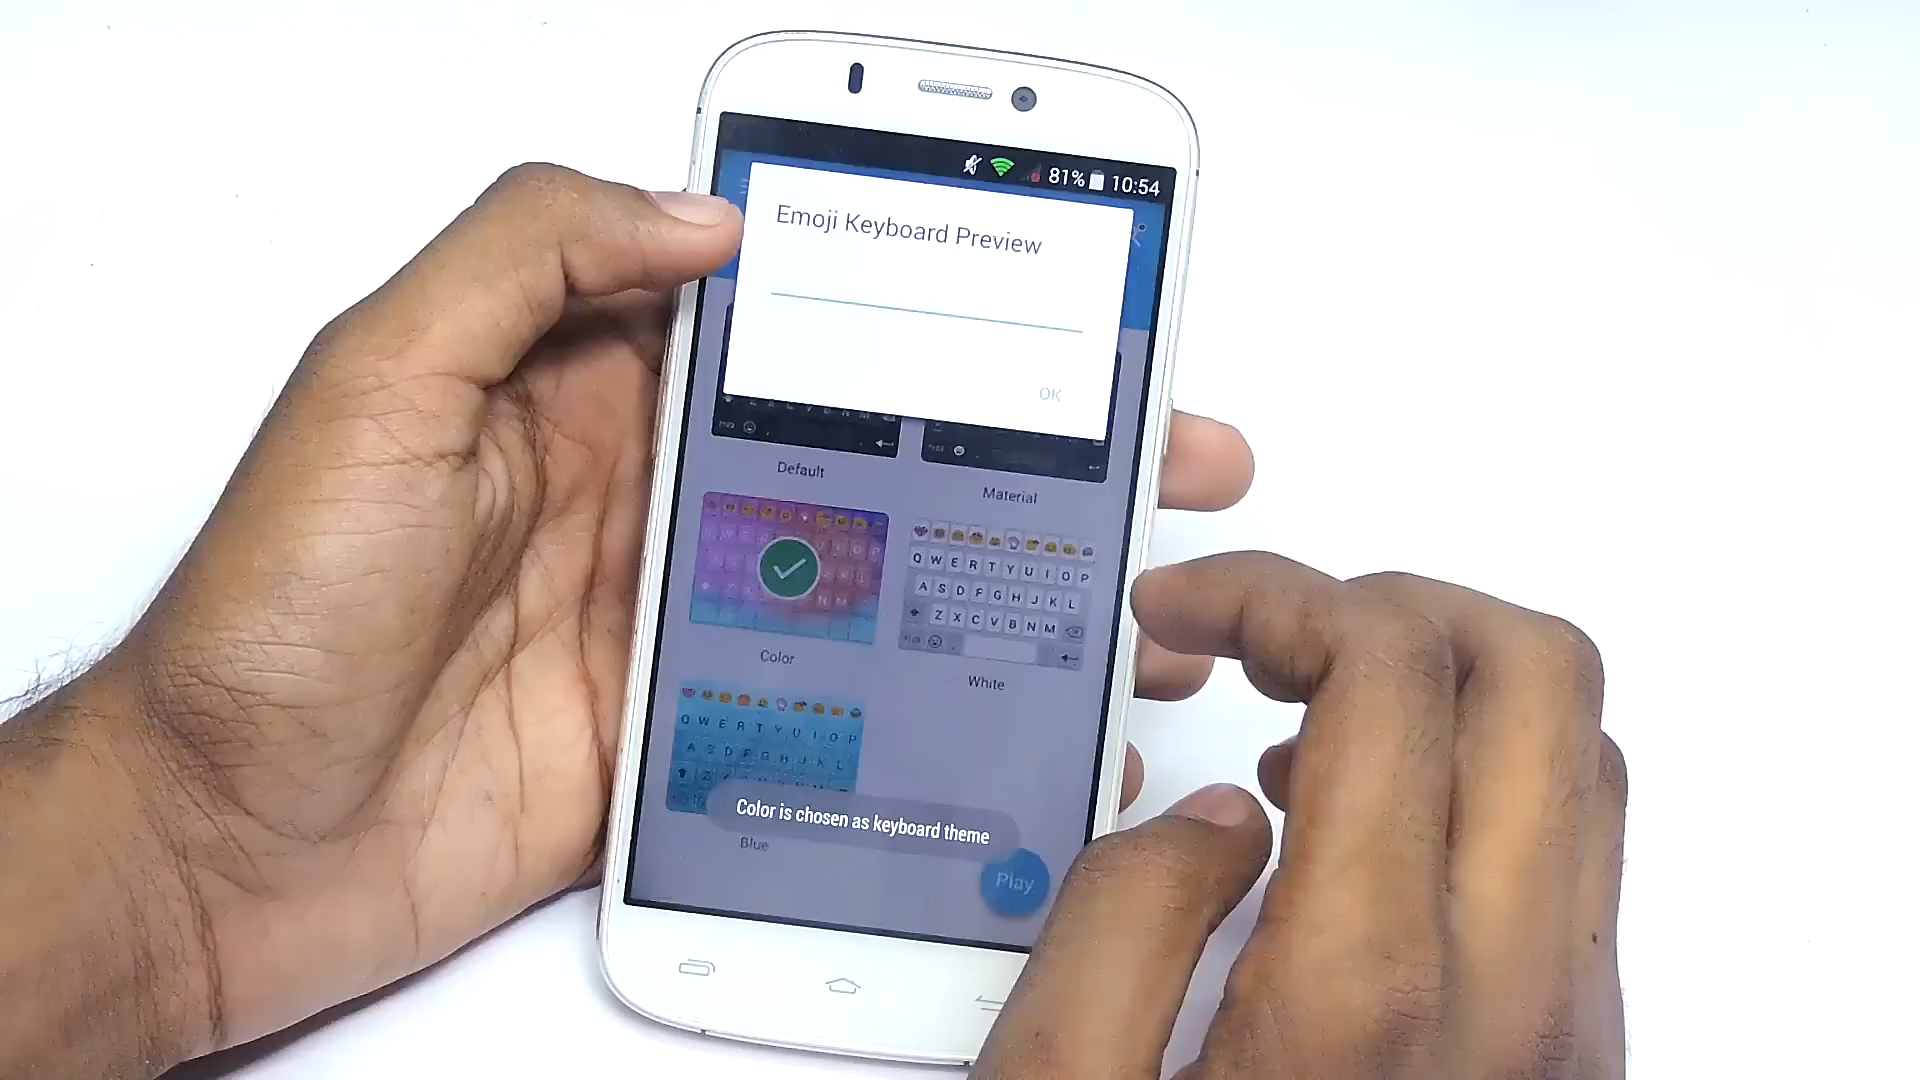 81% 10:54
Emoji Keyboard Preview
OK
Default
Material
Color
Q W E R T Y U I O P
A S D F G H J K L
Z X C V B N M
White
Q W E R T Y U I O P
A S D F G H J K L
Z
Color is chosen as keyboard theme
Blue
Play